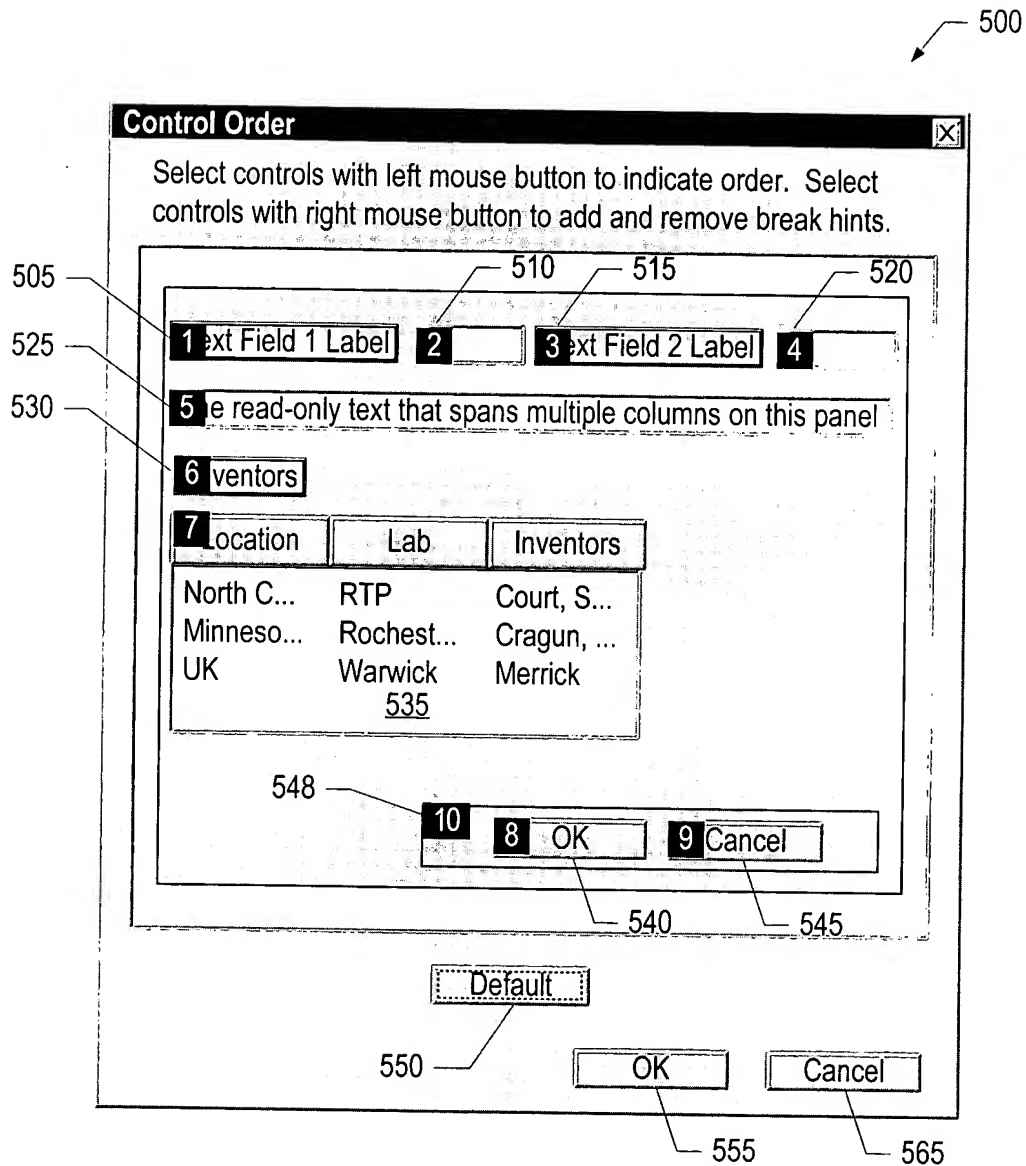 500
Control Order
Select controls with left mouse button to indicate order. Select
controls with right mouse button to add and remove break hints.
505 510 515 520
1 ext Field 1 Label 2 3 ext Field 2 Label 4
525
5 e read-only text that spans multiple columns on this panel
530
6 ventors
7 Location Lab Inventors
North C... RTP Court, S...
Minneso... Rochest... Cragun, ...
UK Warwick Merrick
535
548
10 8 OK 9 Cancel
540 545
Default
550 OK Cancel
555 565